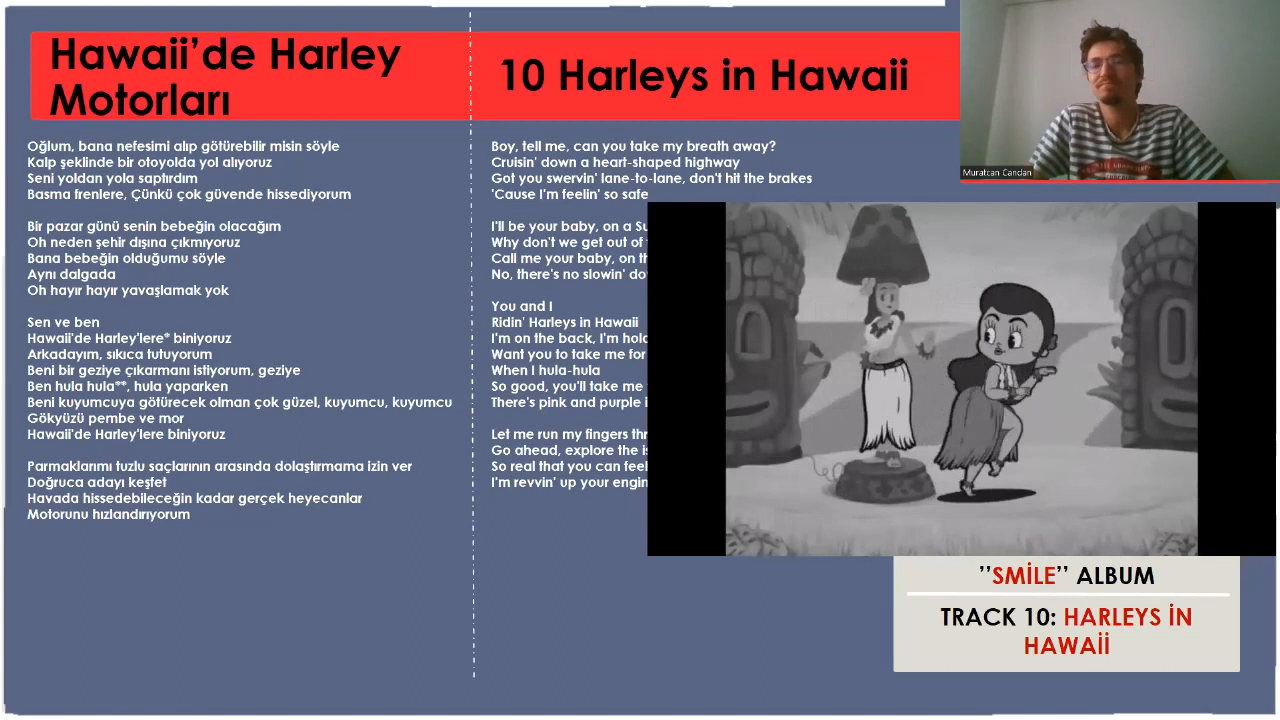 Hawaii’de Harley
Motorları
Oğlum, bana nefesimi alıp götürebilir misin söyle
Kalp şeklinde bir otoyolda yol alıyoruz
Seni yoldan yola saptırdım
Basma frenlere, Çünkü çok güvende hissediyorum
Bir pazar günü senin bebeğin olacağım
Oh neden şehir dışına çıkmıyoruz
Bana bebeğin olduğumu söyle
Aynı dalgada
Oh hayır hayır yavaşlamak yok
Sen ve ben
Hawaii'de Harley'lere* biniyoruz
Arkadayım, sıkıca tutuyorum
Beni bir geziye çıkarmanı istiyorum, geziye
Ben hula hula**, hula yaparken
Beni kuyumcuya götürecek olman çok güzel, kuyumcu, kuyumcu
Gökyüzü pembe ve mor
Hawaii'de Harley'lere biniyoruz
Parmaklarımı tuzlu saçlarının arasında dolaştırmama izin ver
Doğruca adayı keşfet
Havada hissedebileceğin kadar gerçek heyecanlar
Motorunu hızlandırıyorum
10 Harleys in Hawaii
Boy, tell me, can you take my breath away?
Cruisin' down a heart-shaped highway
Got you swervin' lane-to-lane, don't hit the brakes
'Cause I'm feelin' so safe
I'll be your baby, on a
Why don't we get out of
Call me your baby, on
No, there's no slowin'
You and I
Ridin' Harleys in Hawaii
I'm on the back, I'm
Want you to take me for
When I hula-hula
So good, you'll take me
There's pink and purple
Let me run my fingers
Go ahead, explore the
So real that you can feel
I'm revvin' up your
Muratcan Candan
’’SMİLE’’ ALBUM
TRACK 10: HARLEYS İN
HAWAİİ